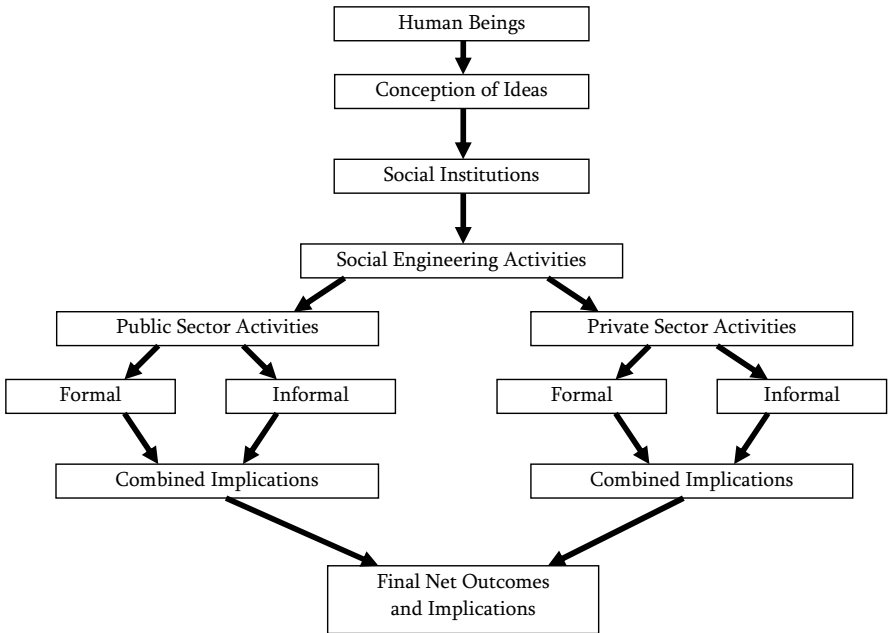 Human Beings
Conception of Ideas
Social Institutions
Social Engineering Activities
Public Sector Activities
Private Sector Activities
Formal
Informal
Formal
Informal
Combined Implications
Combined Implications
Final Net Outcomes
and Implications